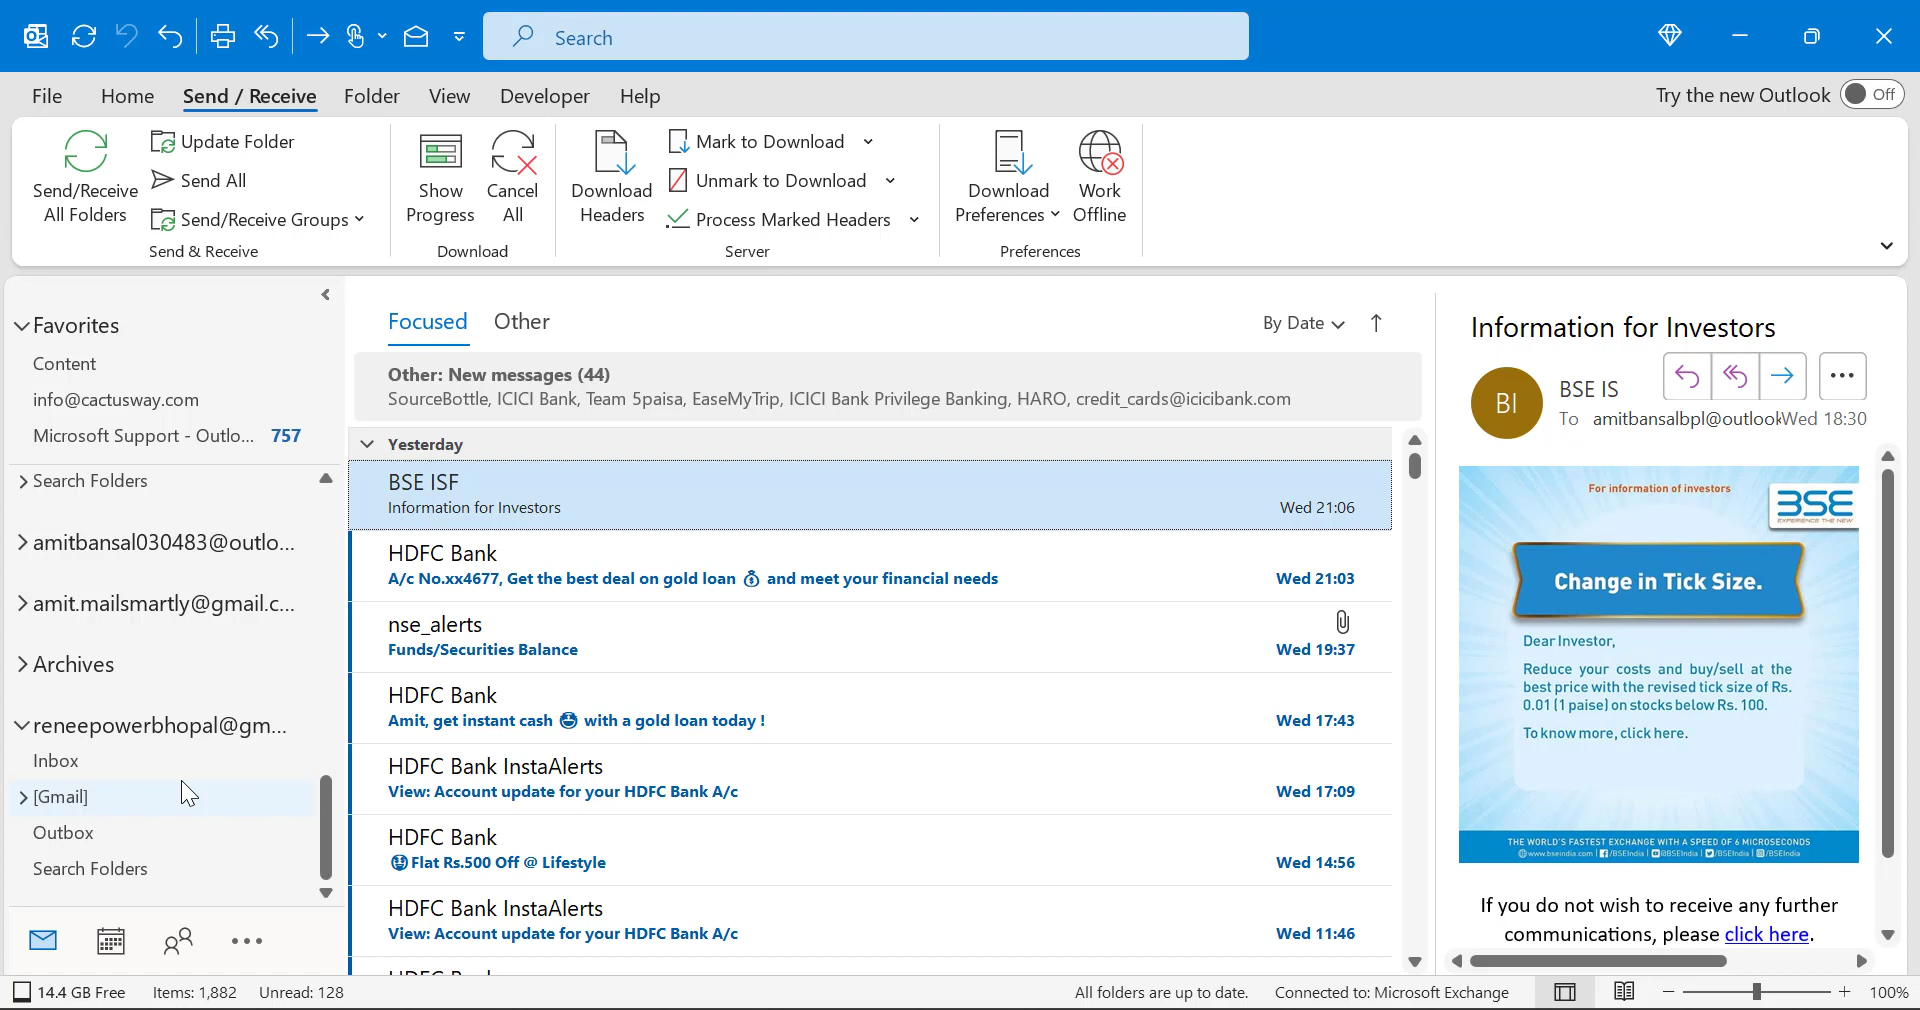 Search
File Home Send / Receive Folder View Developer Help
Try the new Outlook Off
Send/Receive
All Folders
Update Folder
Send All
Send/Receive Groups
Send & Receive
Show
Progress
Cancel
All
Download
Download
Headers
Mark to Download
Unmark to Download
Process Marked Headers
Server
Download
Preferences
Work
Offline
Preferences
Favorites
Content
info@cactusway.com
Microsoft Support - Outlo... 757
Search Folders
amitbansal030483@outlo...
amit.mailsmartly@gmail.c...
Archives
reneepowerbhopal@gm...
Inbox
[Gmail]
Outbox
Search Folders
Focused Other
By Date
Other: New messages (44)
SourceBottle, ICICI Bank, Team 5paisa, EaseMyTrip, ICICI Bank Privilege Banking, HARO, credit_cards@icicibank.com
Yesterday
BSE ISF
Information for Investors Wed 21:06
HDFC Bank
A/c No.xx4677, Get the best deal on gold loan 💰 and meet your financial needs Wed 21:03
nse_alerts
Funds/Securities Balance Wed 19:37
HDFC Bank
Amit, get instant cash 🤩 with a gold loan today ! Wed 17:43
HDFC Bank InstaAlerts
View: Account update for your HDFC Bank A/c Wed 17:09
HDFC Bank
Flat Rs.500 Off @ Lifestyle Wed 14:56
HDFC Bank InstaAlerts
View: Account update for your HDFC Bank A/c Wed 11:46
Information for Investors
BI
BSE IS
To amitbansalbpl@outlook Wed 18:30
For information of investors
BSE
EXPERIENCE THE NEW
Change in Tick Size.
Dear Investor,
Reduce your costs and buy/sell at the
best price with the revised tick size of Rs.
0.01 (1 paise) on stocks below Rs. 100.
To know more, click here.
THE WORLD'S FASTEST EXCHANGE WITH A SPEED OF 6 MICROSECONDS
www.bseindia.com | /BSEIndia | @BSEIndia | /BSEIndia | /BSEIndia
If you do not wish to receive any further
communications, please click here.
14.4 GB Free Items: 1,882 Unread: 128
All folders are up to date. Connected to: Microsoft Exchange 100%